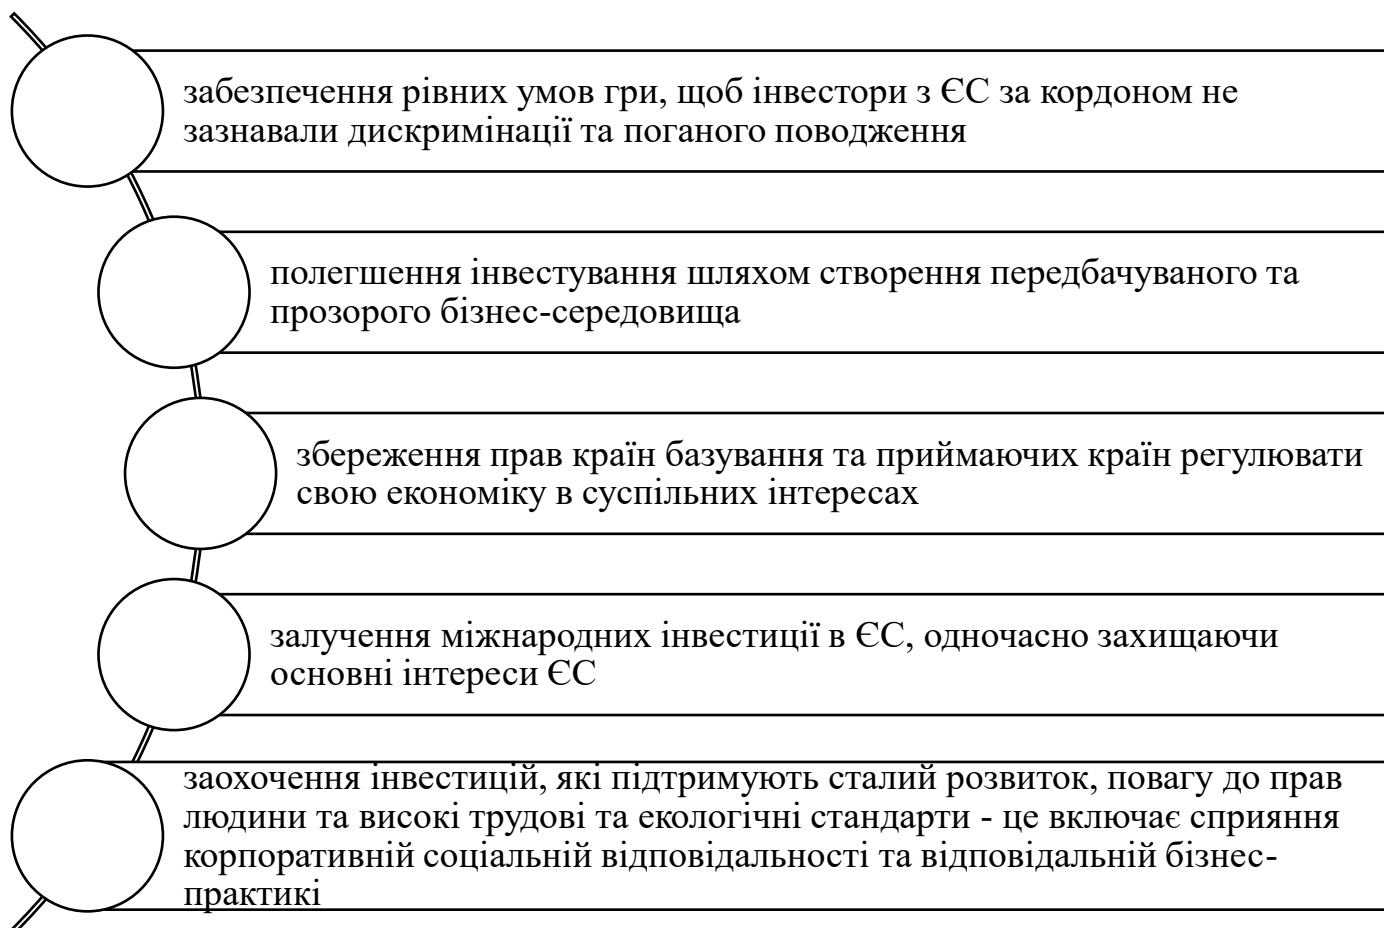 забезпечення рівних умов гри, щоб інвестори з ЄС за кордоном не
зазнавали дискримінації та поганого поводження
полегшення інвестування шляхом створення передбачуваного та
прозорого бізнес-середовища
збереження прав країн базування та приймаючих країн регулювати
свою економіку в суспільних інтересах
залучення міжнародних інвестиції в ЄС, одночасно захищаючи
основні інтереси ЄС
заохочення інвестицій, які підтримують сталий розвиток, повагу до прав
людини та високі трудові та екологічні стандарти - це включає сприяння
корпоративній соціальній відповідальності та відповідальній бізнес-
практикі